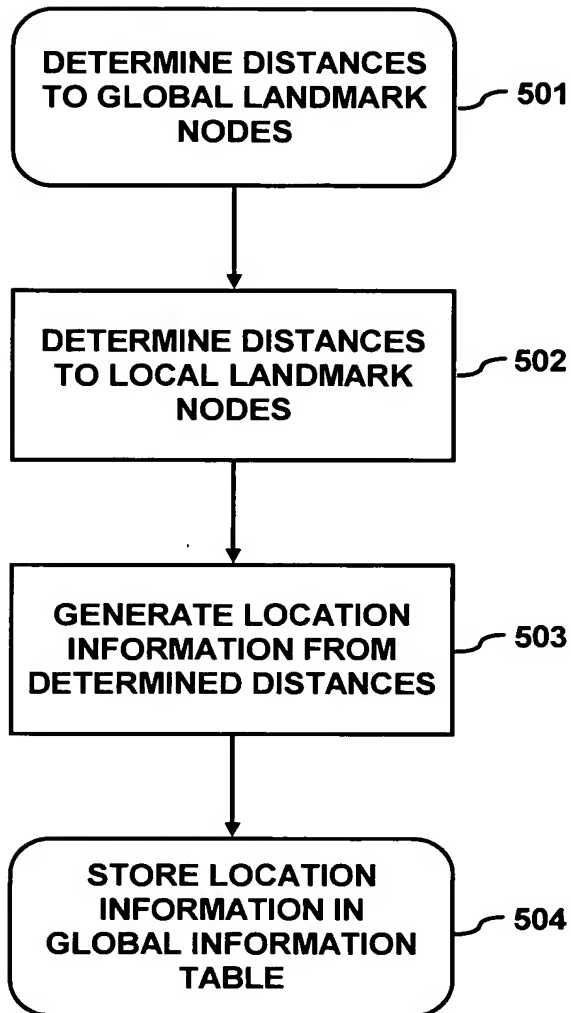 DETERMINE DISTANCES
TO GLOBAL LANDMARK
NODES
501
DETERMINE DISTANCES
TO LOCAL LANDMARK
NODES
502
GENERATE LOCATION
INFORMATION FROM
DETERMINED DISTANCES
503
STORE LOCATION
INFORMATION IN
GLOBAL INFORMATION
TABLE
504